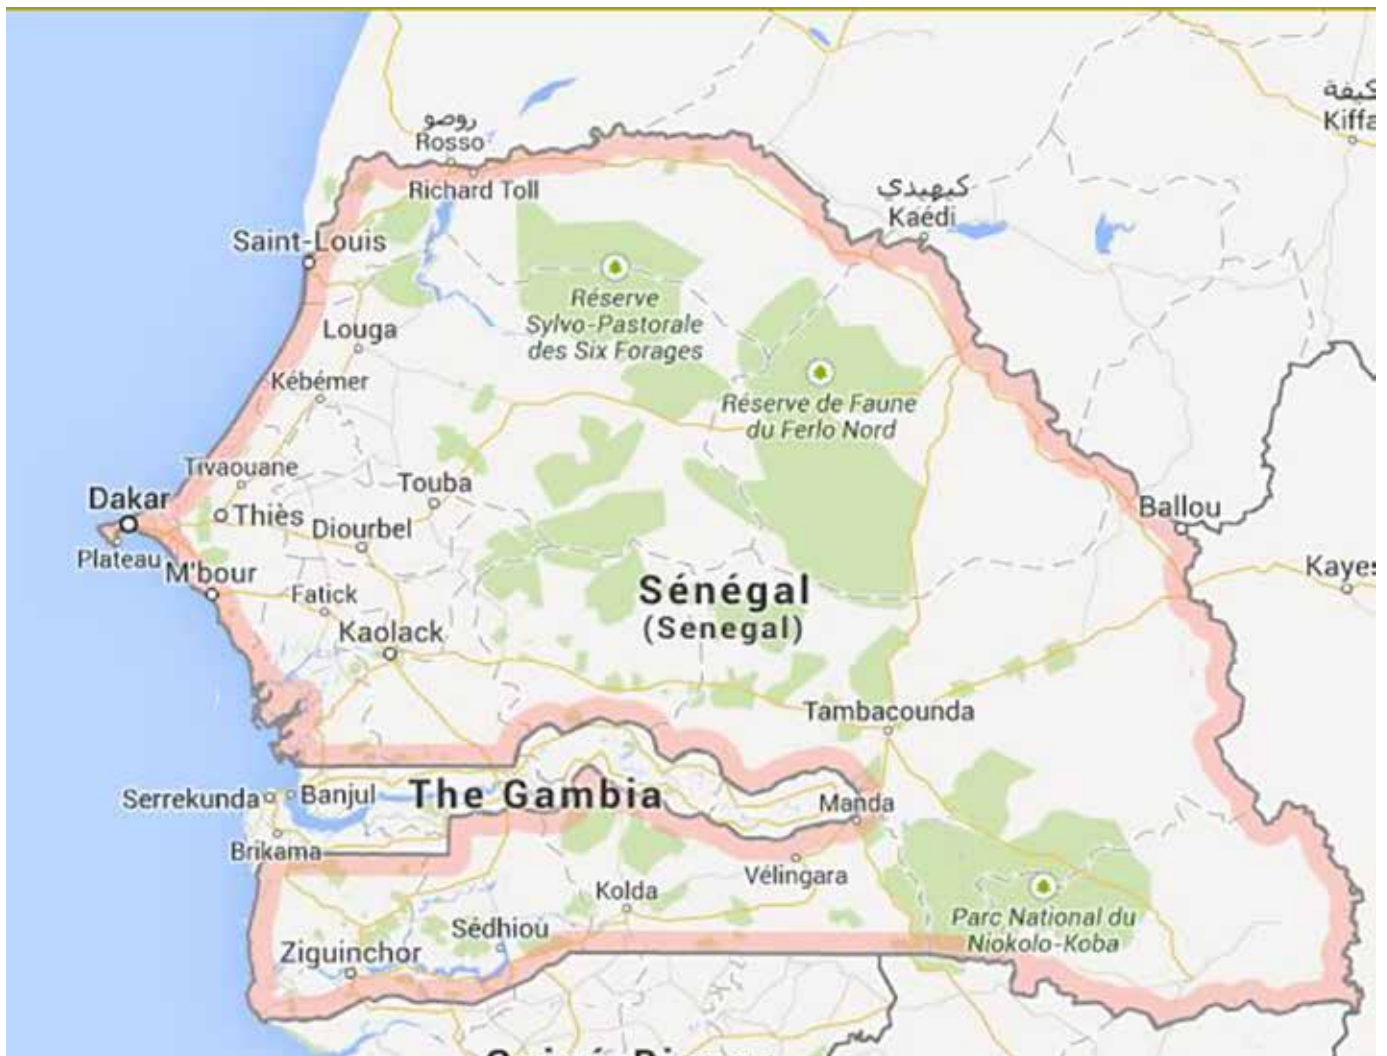 كيفة
Kiffa
روصو
Rosso
Richard Toll
كيهيدي
Kaédi
Saint-Louis
Réserve
Sylvo-Pastorale
des Six Forages
Louga
Kébémer
Réserve de Faune
du Ferlo Nord
Tivaouane
Touba
Dakar
Thiès
Diourbel
Ballou
Plateau
M'bour
Kayes
Fatick
Sénégal
(Senegal)
Kaolack
Tambacounda
Serrekunda
Banjul
The Gambia
Manda
Brikama
Vélingara
Kolda
Parc National du
Niokolo-Koba
Sédhiou
Ziguinchor